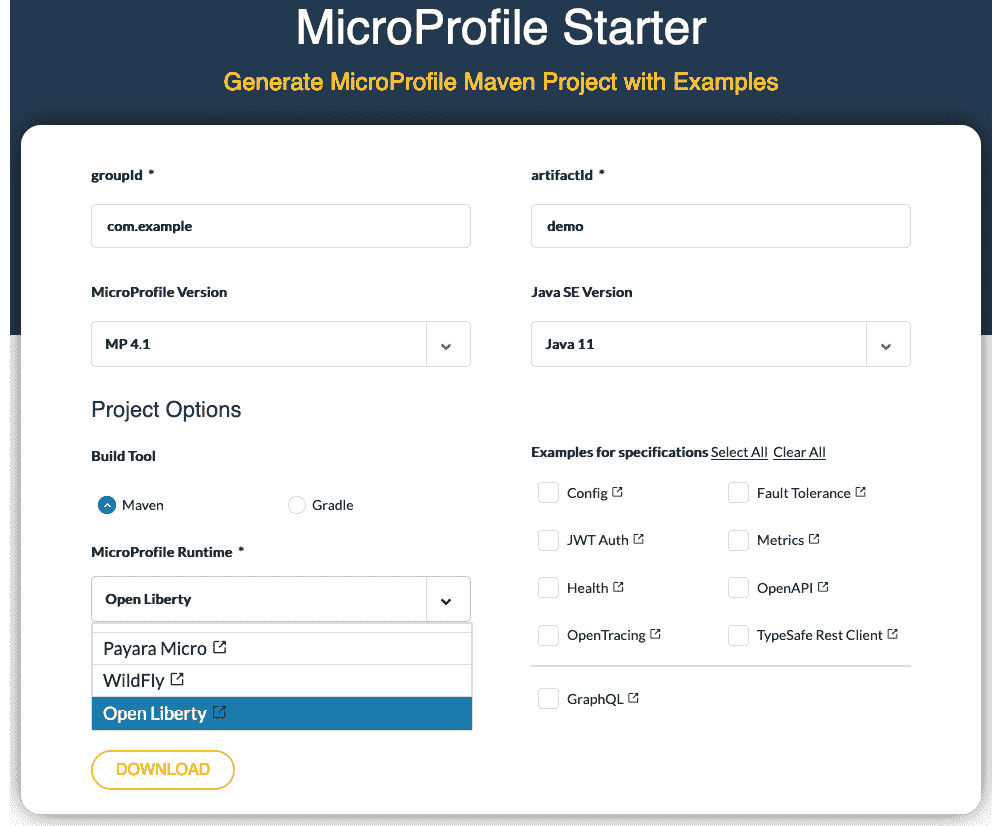 MicroProfile Starter
Generate MicroProfile Maven Project with Examples
groupId *
artifactId *
com.example
demo
MicroProfile Version
Java SE Version
MP 4.1
Java 11
Project Options
Build Tool
Examples for specifications Select All Clear All
Maven
Gradle
Config
Fault Tolerance
JWT Auth
Metrics
MicroProfile Runtime *
Health
OpenAPI
Open Liberty
OpenTracing
TypeSafe Rest Client
Payara Micro
WildFly
Open Liberty
GraphQL
DOWNLOAD